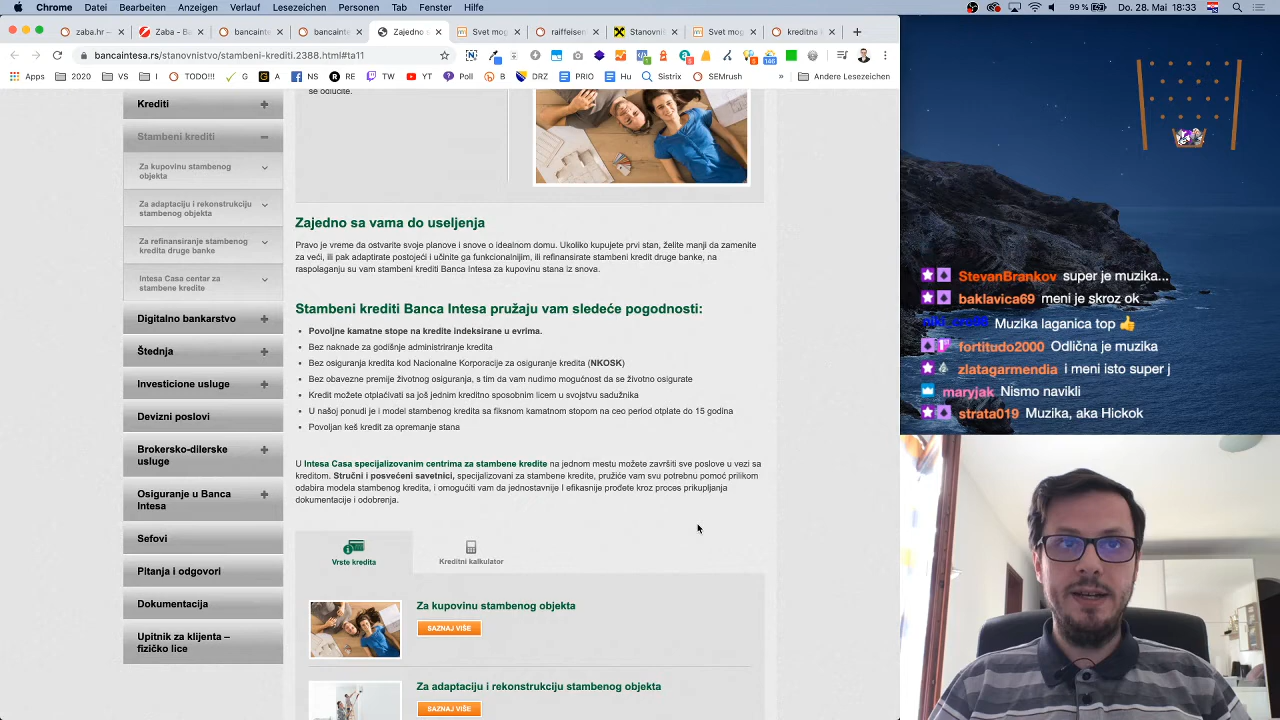 Chrome Datei Bearbeiten Anzeigen Verlauf Lesezeichen Personen Tab Fenster Hilfe
99 % Do. 28. Mai 18:33
zaba.hr – Zaba - B bancainte bancainte Zajedno s Svet mog raiffeisen Stanovni Svet mog kreditna k
bancaintesa.rs/stanovnistvo/stambeni-krediti.2388.html#ta11
Apps 2020 VS TODO!!! G A NS RE TW YT Poll B DRZ PRIO Hu Sistrix SEMrush » Andere Lesezeichen
se odlučite.
Krediti
Stambeni krediti
Za kupovinu stambenog
objekta
Za adaptaciju i rekonstrukciju
stambenog objekta
Za refinansiranje stambenog
kredita druge banke
Intesa Casa centar za
stambene kredite
Digitalno bankarstvo
Štednja
Investicione usluge
Devizni poslovi
Brokersko-dilerske
usluge
Osiguranje u Banca
Intesa
Sefovi
Pitanja i odgovori
Dokumentacija
Upitnik za klijenta –
fizičko lice
Zajedno sa vama do useljenja
Pravo je vreme da ostvarite svoje planove i snove o idealnom domu. Ukoliko kupujete prvi stan, želite manji da zamenite
za veći, ili pak adaptirate postojeći i učinite ga funkcionalnijim, ili refinansirate stambeni kredit druge banke, na
raspolaganju su vam stambeni krediti Banca Intesa za kupovinu stana iz snova.
Stambeni krediti Banca Intesa pružaju vam sledeće pogodnosti:
Povoljne kamatne stope na kredite indeksirane u evrima.
Bez naknade za godišnje administriranje kredita
Bez osiguranja kredita kod Nacionalne Korporacije za osiguranje kredita (NKOSK)
Bez obavezne premije životnog osiguranja, s tim da vam nudimo mogućnost da se životno osigurate
Kredit možete otplaćivati sa još jednim kreditno sposobnim licem u svojstvu sadužnika
U našoj ponudi je i model stambenog kredita sa fiksnom kamatnom stopom na ceo period otplate do 15 godina
Povoljan keš kredit za opremanje stana
U Intesa Casa specijalizovanim centrima za stambene kredite na jednom mestu možete završiti sve poslove u vezi sa
kreditom. Stručni i posvećeni savetnici, specijalizovani za stambene kredite, pružiće vam svu potrebnu pomoć prilikom
odabira modela stambenog kredita, i omogućiti vam da jednostavnije I efikasnije prođete kroz proces prikupljanja
dokumentacije i odobrenja.
Vrste kredita
Kreditni kalkulator
Za kupovinu stambenog objekta
SAZNAJ VIŠE
Za adaptaciju i rekonstrukciju stambenog objekta
SAZNAJ VIŠE
StevanBrankov super je muzika...
baklavica69 meni je skroz ok
Muzika laganica top 👍
fortitudo2000 Odlična je muzika
zlatagarmendia i meni isto super j
maryjak Nismo navikli
strata019 Muzika, aka Hickok